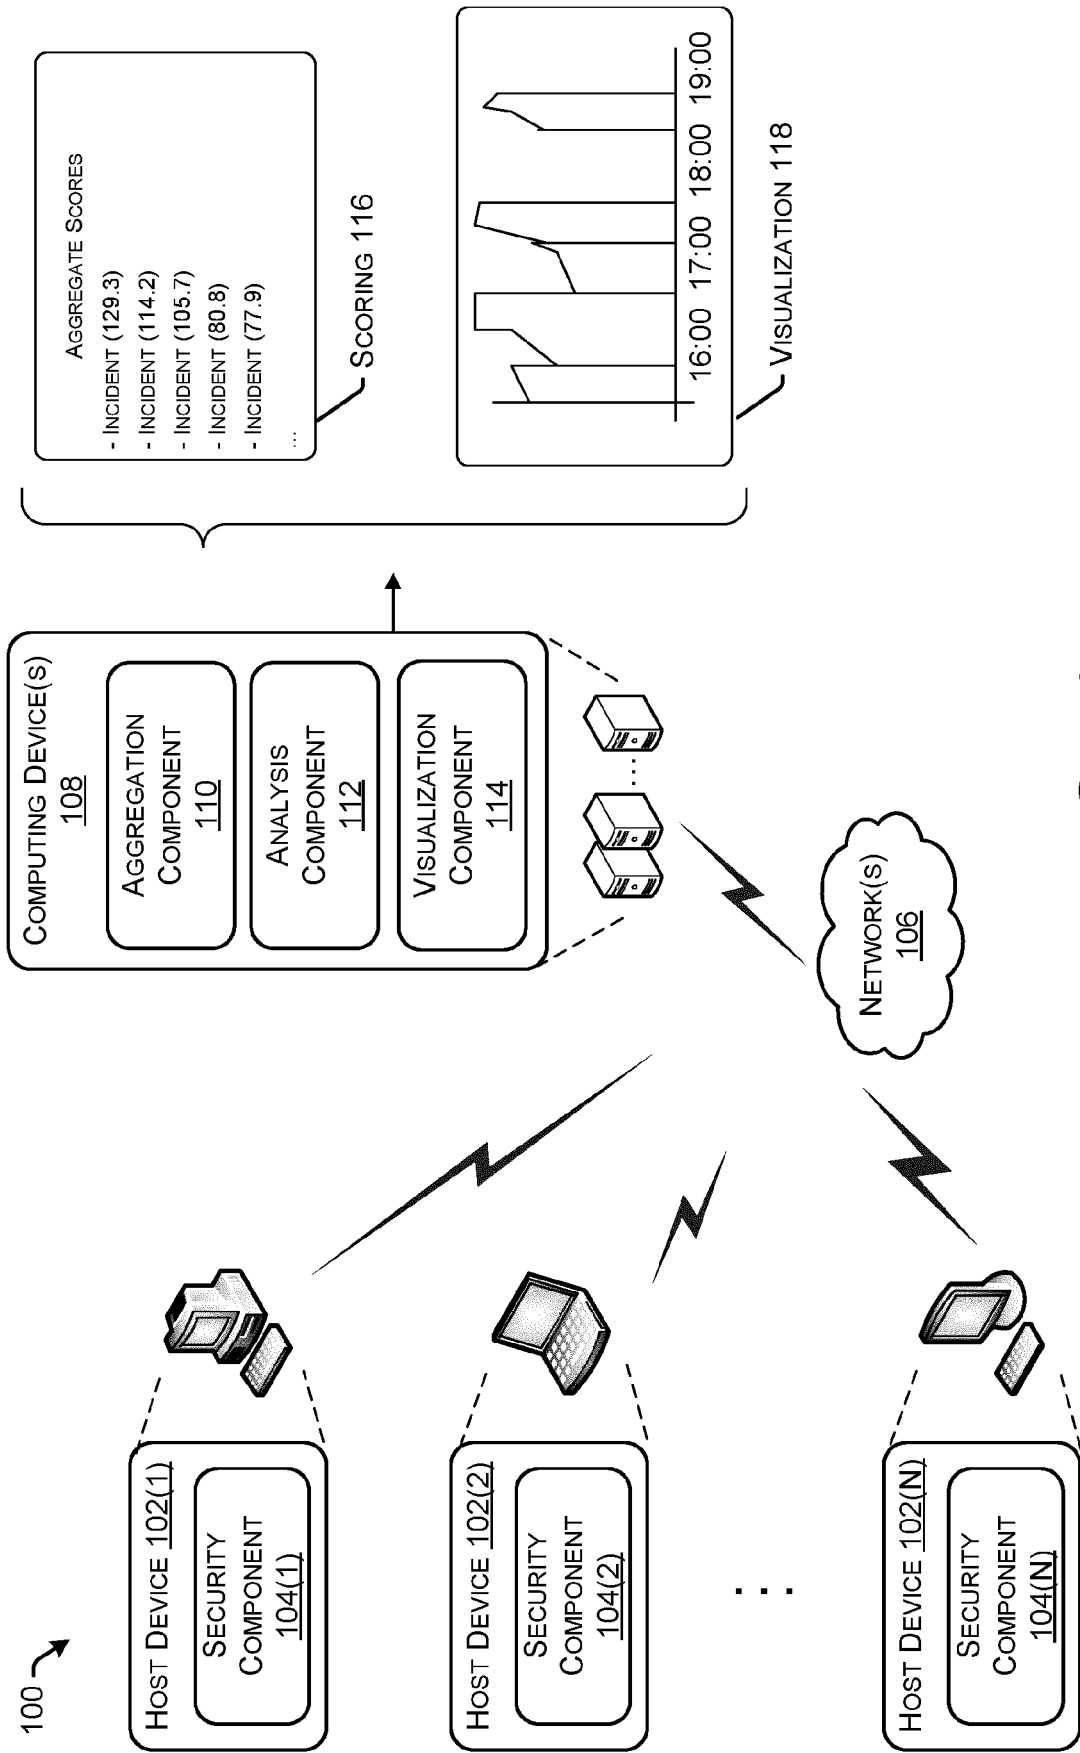 100
HOST DEVICE 102(1)
SECURITY
COMPONENT
104(1)
HOST DEVICE 102(2)
SECURITY
COMPONENT
104(2)
. . .
HOST DEVICE 102(N)
SECURITY
COMPONENT
104(N)
NETWORK(S)
106
COMPUTING DEVICE(S)
108
AGGREGATION
COMPONENT
110
ANALYSIS
COMPONENT
112
VISUALIZATION
COMPONENT
114
AGGREGATE SCORES
- INCIDENT (129.3)
- INCIDENT (114.2)
- INCIDENT (105.7)
- INCIDENT (80.8)
- INCIDENT (77.9)
...
SCORING 116
16:00 17:00 18:00 19:00
VISUALIZATION 118